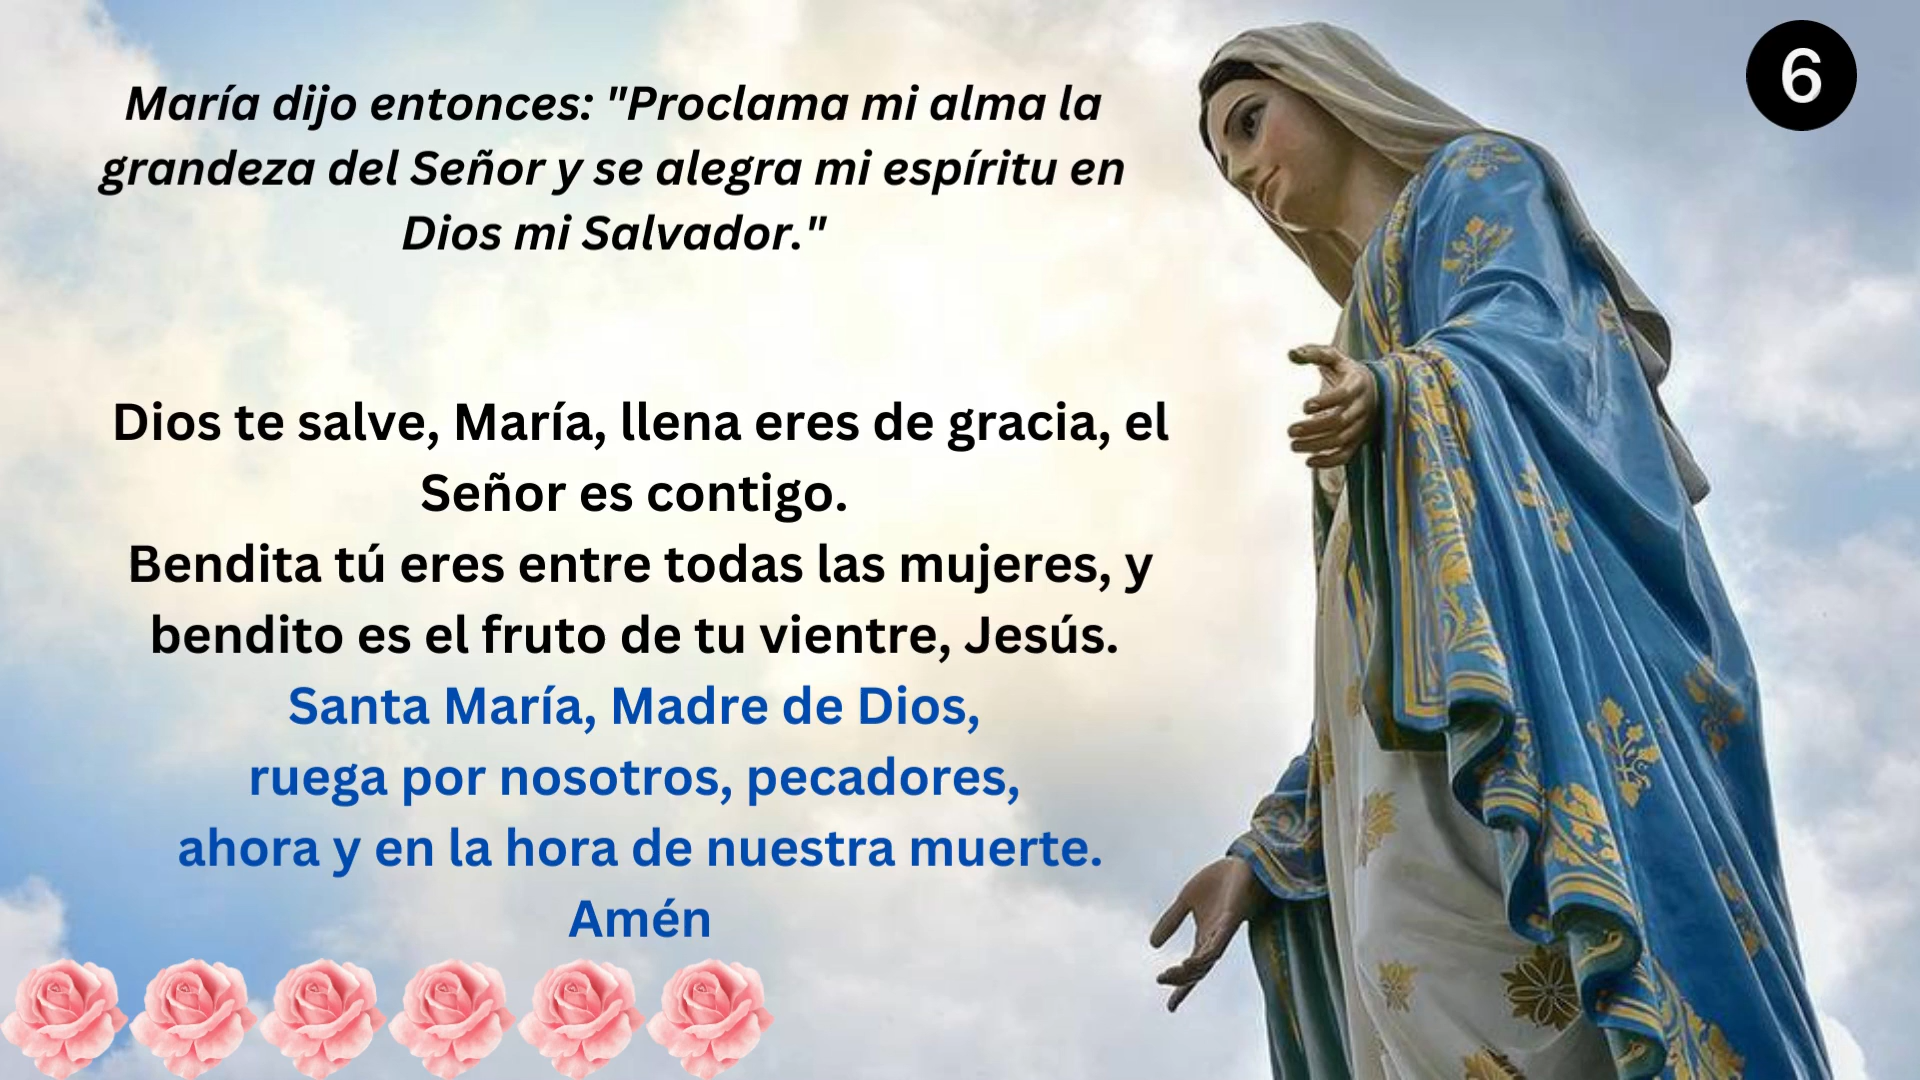 6
María dijo entonces: "Proclama mi alma la
grandeza del Señor y se alegra mi espíritu en
Dios mi Salvador."
Dios te salve, María, llena eres de gracia, el
Señor es contigo.
Bendita tú eres entre todas las mujeres, y
bendito es el fruto de tu vientre, Jesús.
Santa María, Madre de Dios,
ruega por nosotros, pecadores,
ahora y en la hora de nuestra muerte.
Amén